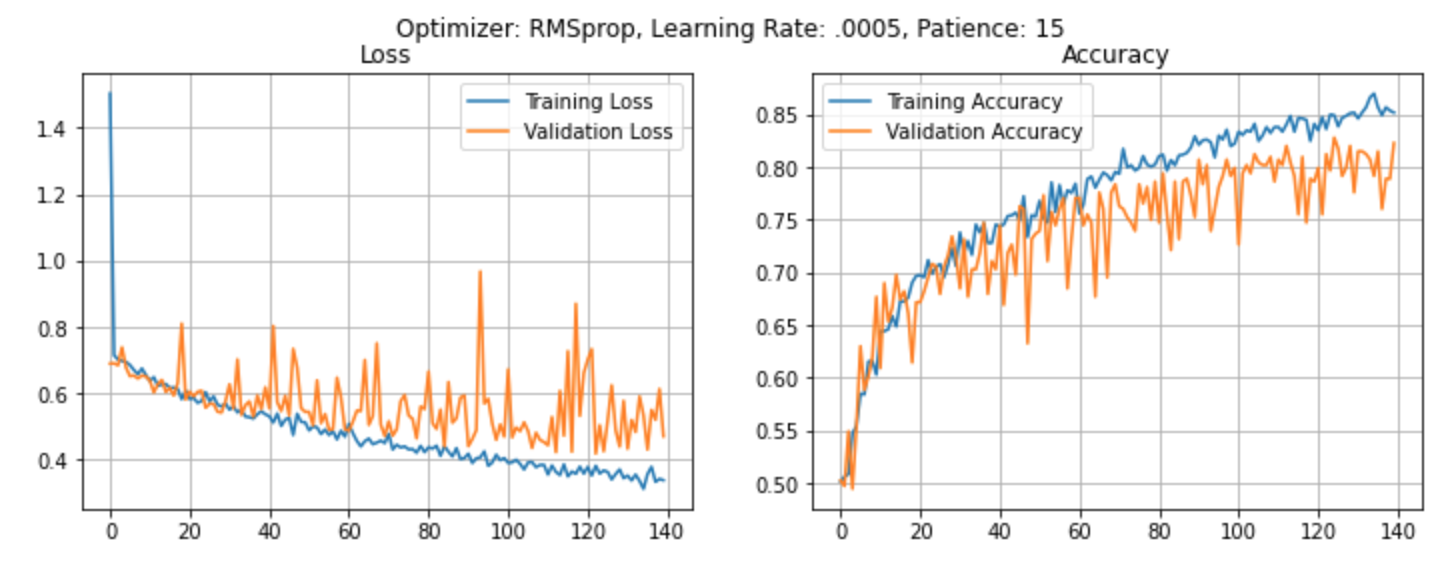 Optimizer: RMSprop, Learning Rate: .0005, Patience: 15
Loss
Training Loss
Validation Loss
1.4
1.2
1.0
0.8
0.6
0.4
0 20 40 60 80 100 120 140
Accuracy
Training Accuracy
Validation Accuracy
0.85
0.80
0.75
0.70
0.65
0.60
0.55
0.50
0 20 40 60 80 100 120 140